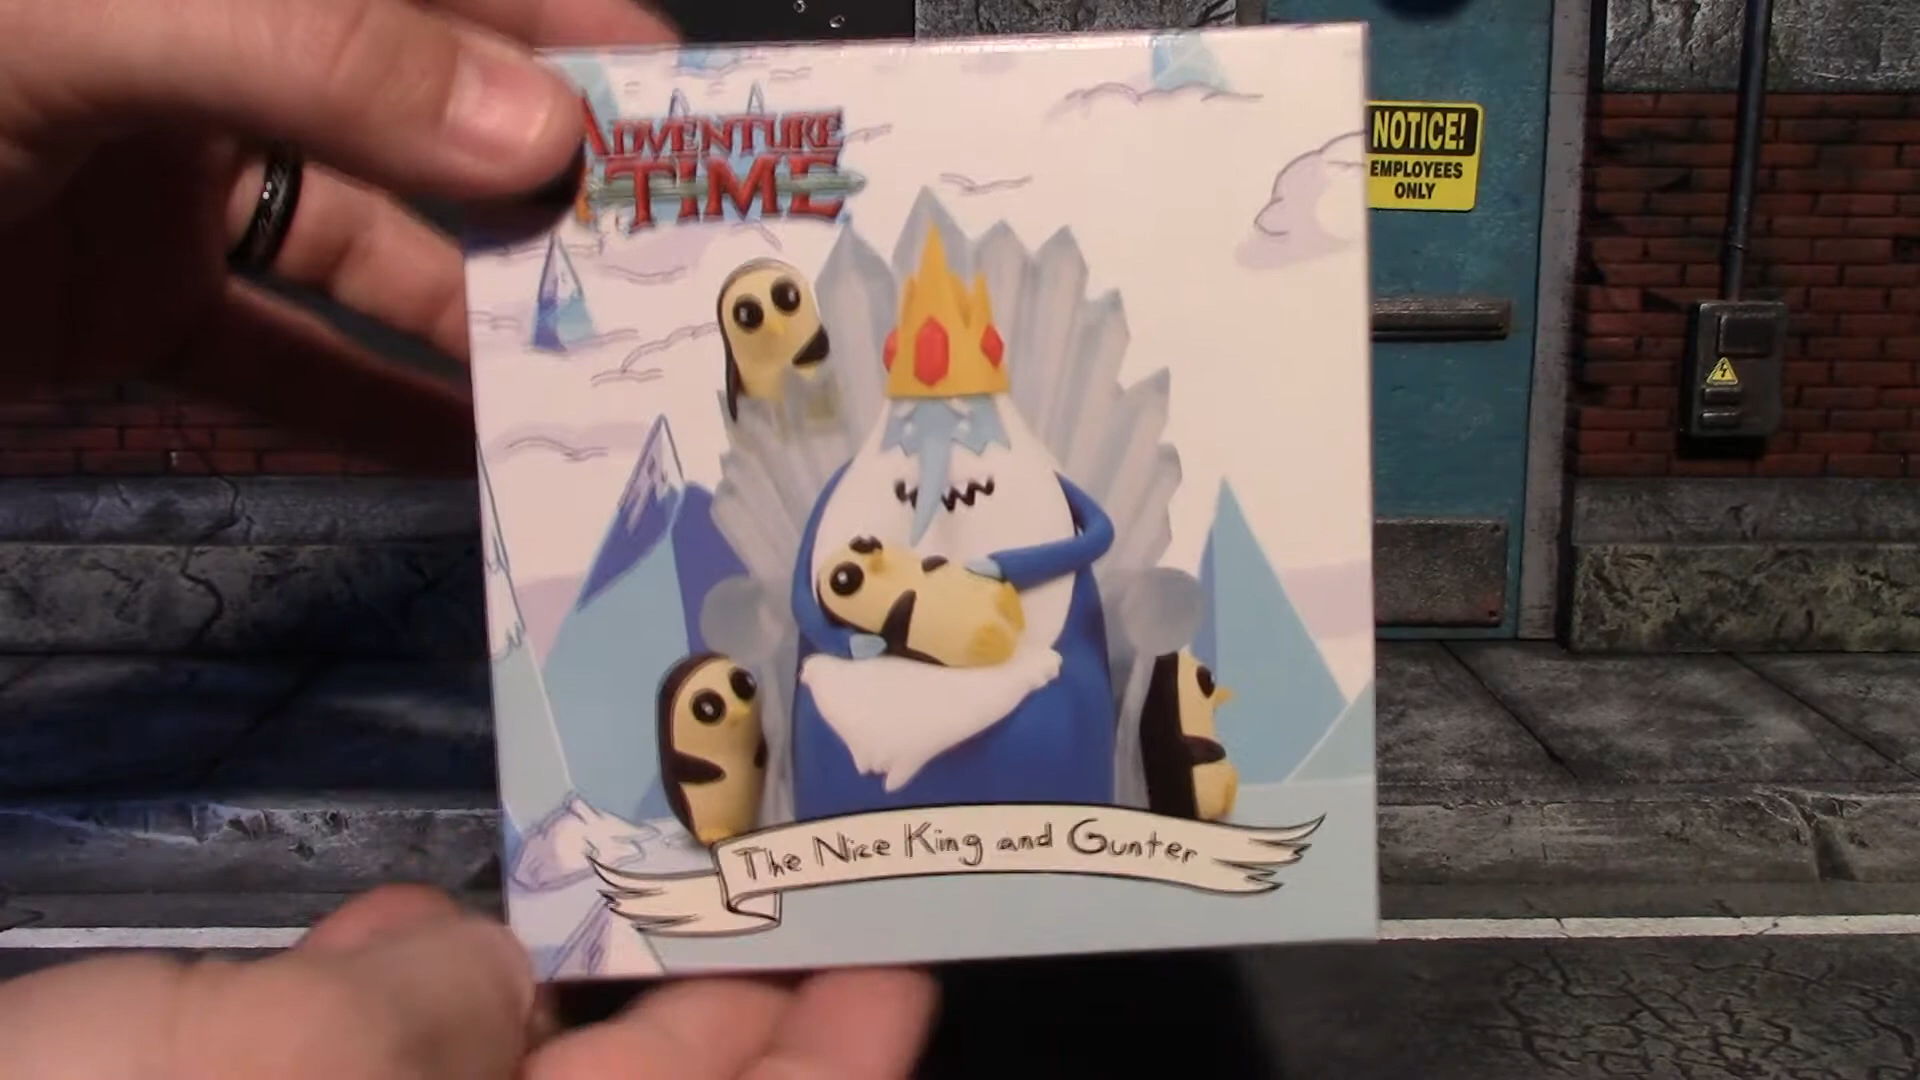 ADVENTURE
TIME
NOTICE!
EMPLOYEES
ONLY
The Nice King and Gunter